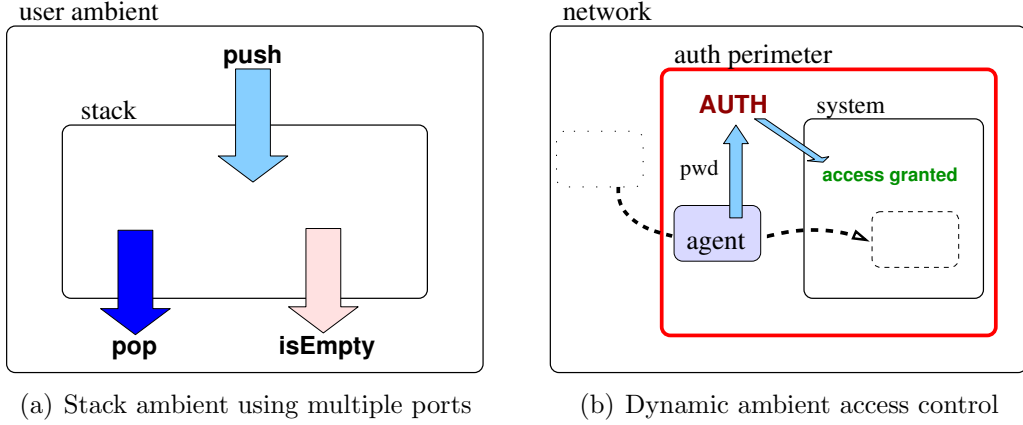 user ambient
push
stack
pop
isEmpty
(a) Stack ambient using multiple ports
network
auth perimeter
AUTH
system
pwd
access granted
agent
(b) Dynamic ambient access control